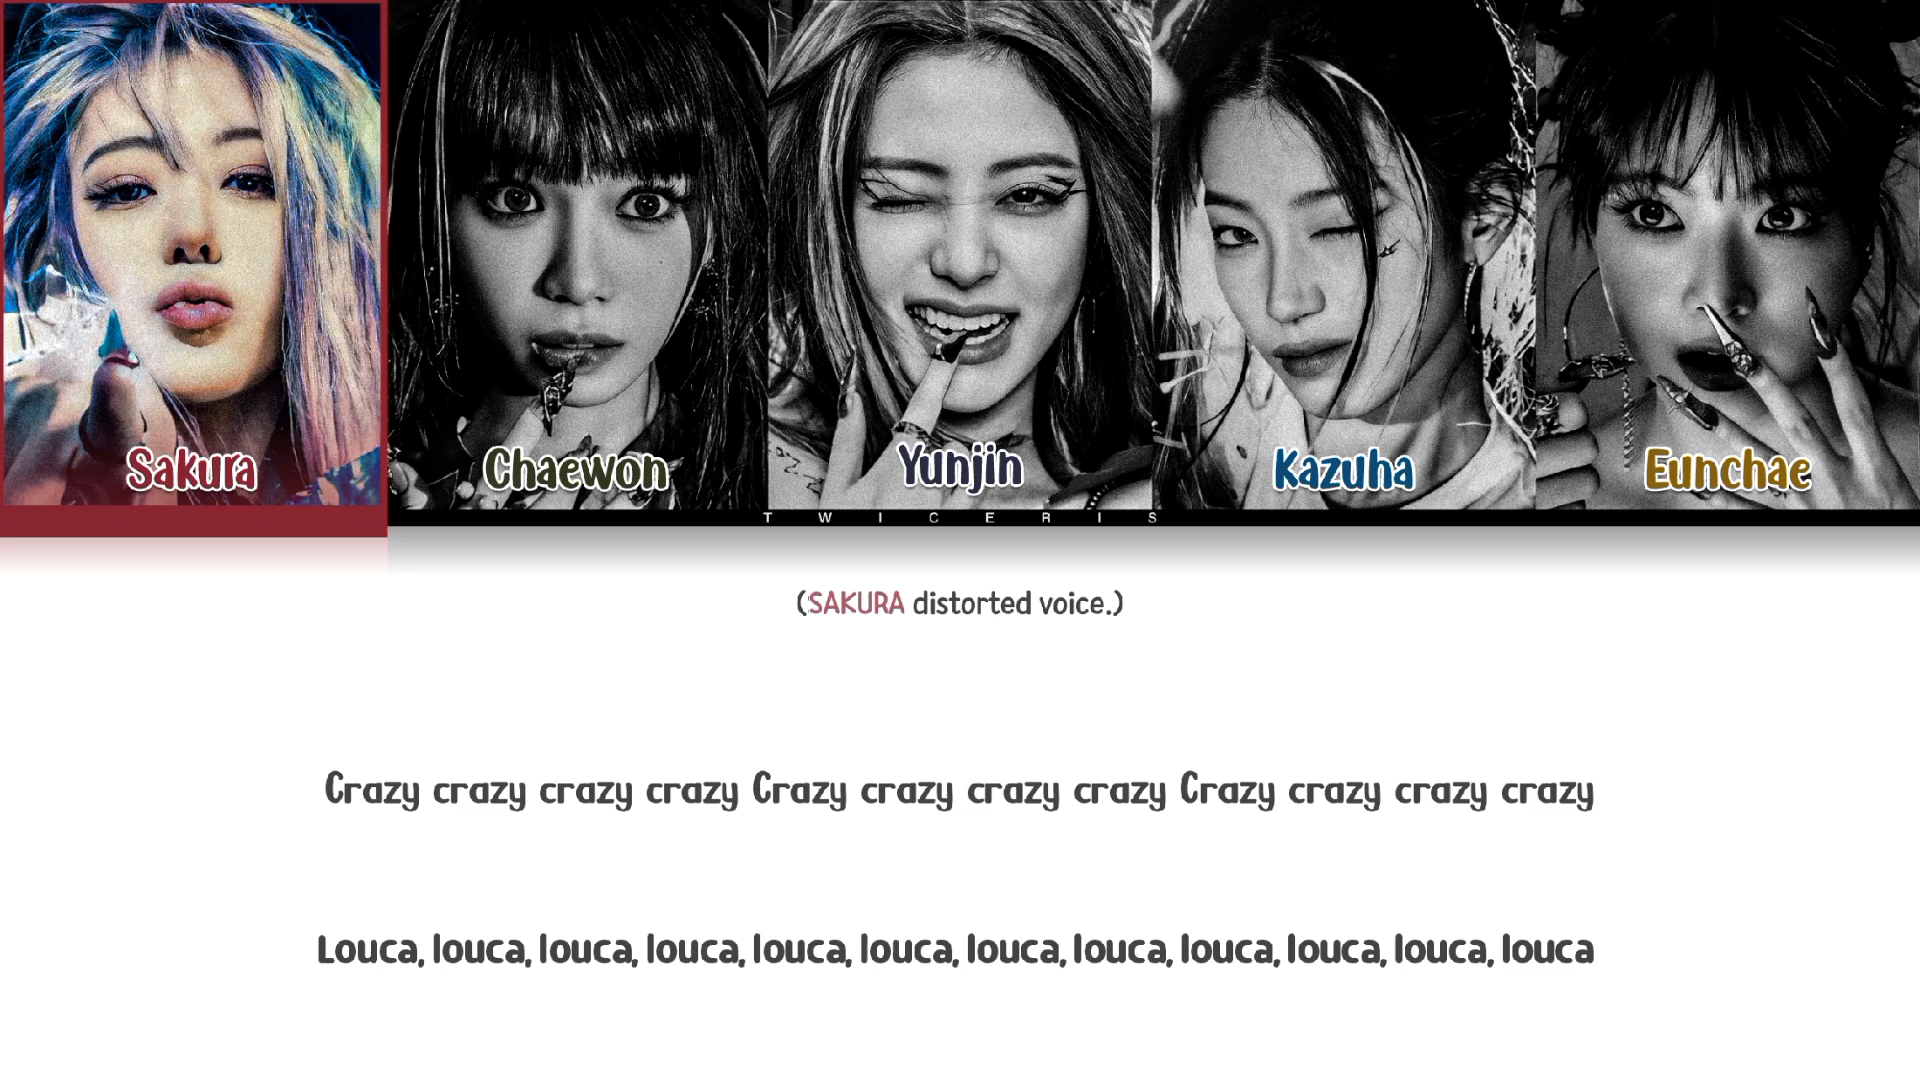 Sakura
Chaewon
Yunjin
Kazuha
Eunchae
TWICERIS
(SAKURA distorted voice.)
Crazy crazy crazy crazy Crazy crazy crazy crazy Crazy crazy crazy crazy
Louca, louca, louca, louca, louca, louca, louca, louca, louca, louca, louca, louca